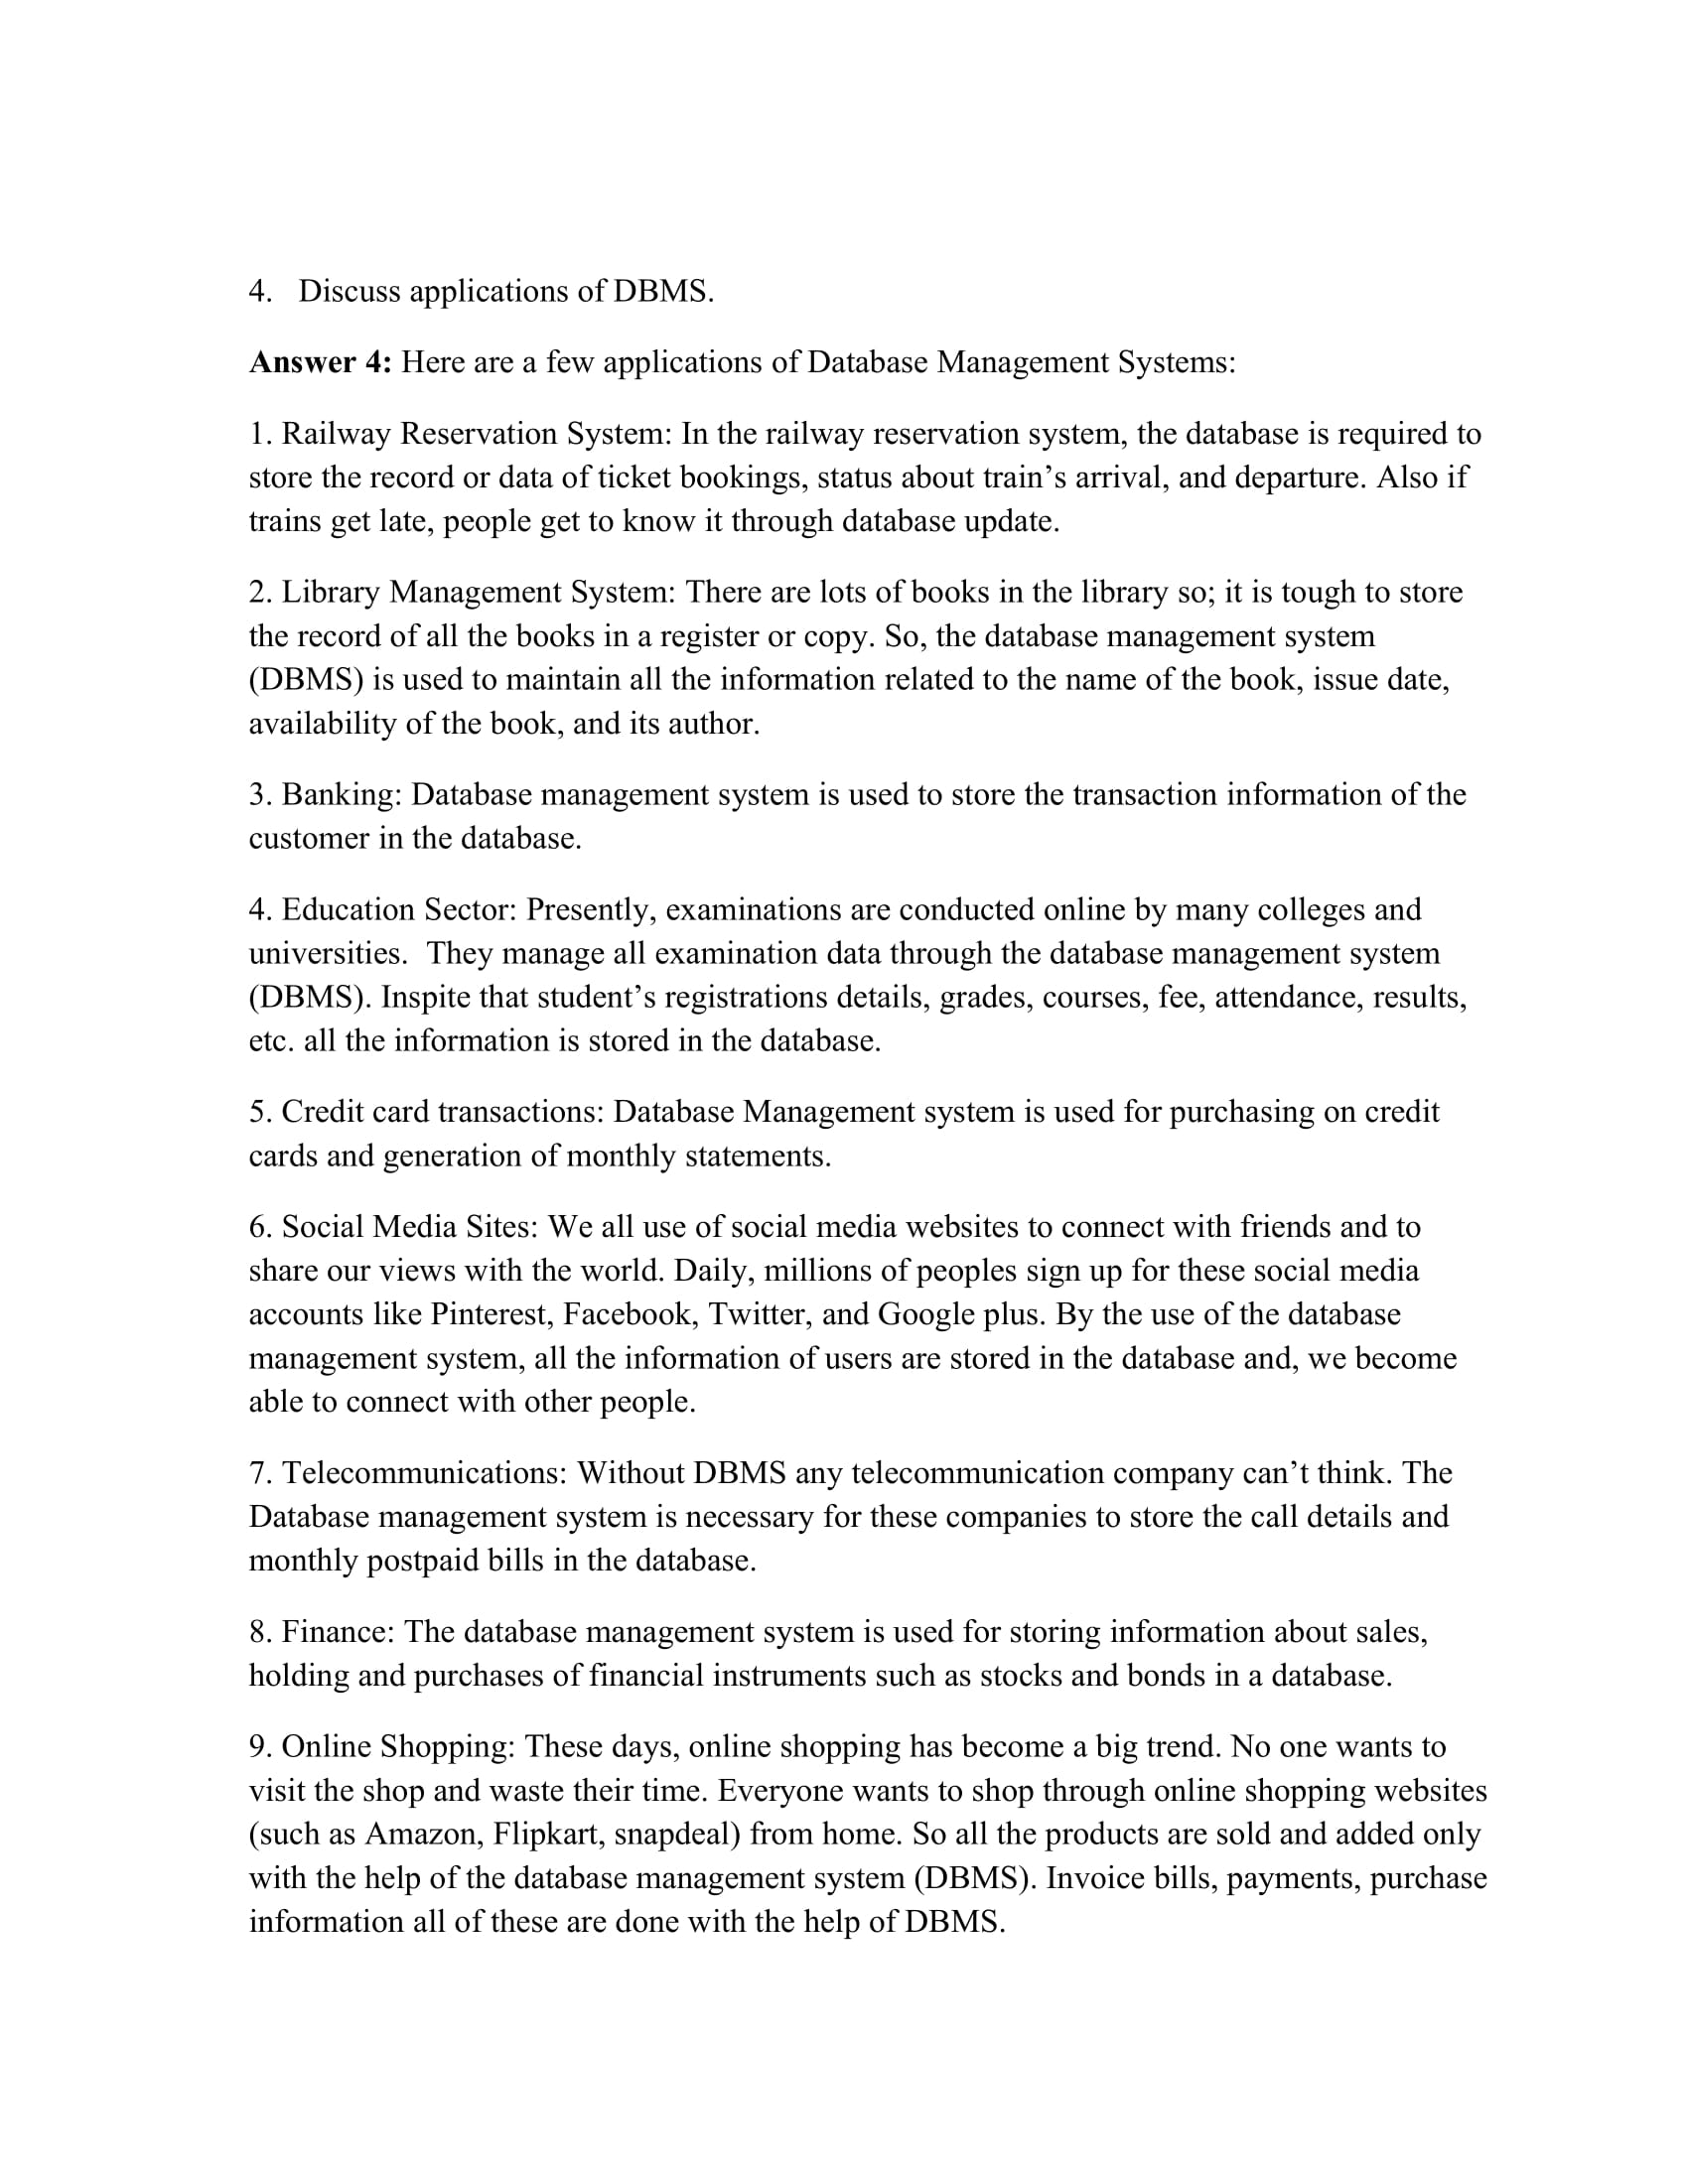 4. Discuss applications of DBMS.
Answer 4: Here are a few applications of Database Management Systems:
1. Railway Reservation System: In the railway reservation system, the database is required to
store the record or data of ticket bookings, status about train’s arrival, and departure. Also if
trains get late, people get to know it through database update.
2. Library Management System: There are lots of books in the library so; it is tough to store
the record of all the books in a register or copy. So, the database management system
(DBMS) is used to maintain all the information related to the name of the book, issue date,
availability of the book, and its author.
3. Banking: Database management system is used to store the transaction information of the
customer in the database.
4. Education Sector: Presently, examinations are conducted online by many colleges and
universities.  They manage all examination data through the database management system
(DBMS). Inspite that student’s registrations details, grades, courses, fee, attendance, results,
etc. all the information is stored in the database.
5. Credit card transactions: Database Management system is used for purchasing on credit
cards and generation of monthly statements.
6. Social Media Sites: We all use of social media websites to connect with friends and to
share our views with the world. Daily, millions of peoples sign up for these social media
accounts like Pinterest, Facebook, Twitter, and Google plus. By the use of the database
management system, all the information of users are stored in the database and, we become
able to connect with other people.
7. Telecommunications: Without DBMS any telecommunication company can’t think. The
Database management system is necessary for these companies to store the call details and
monthly postpaid bills in the database.
8. Finance: The database management system is used for storing information about sales,
holding and purchases of financial instruments such as stocks and bonds in a database.
9. Online Shopping: These days, online shopping has become a big trend. No one wants to
visit the shop and waste their time. Everyone wants to shop through online shopping websites
(such as Amazon, Flipkart, snapdeal) from home. So all the products are sold and added only
with the help of the database management system (DBMS). Invoice bills, payments, purchase
information all of these are done with the help of DBMS.